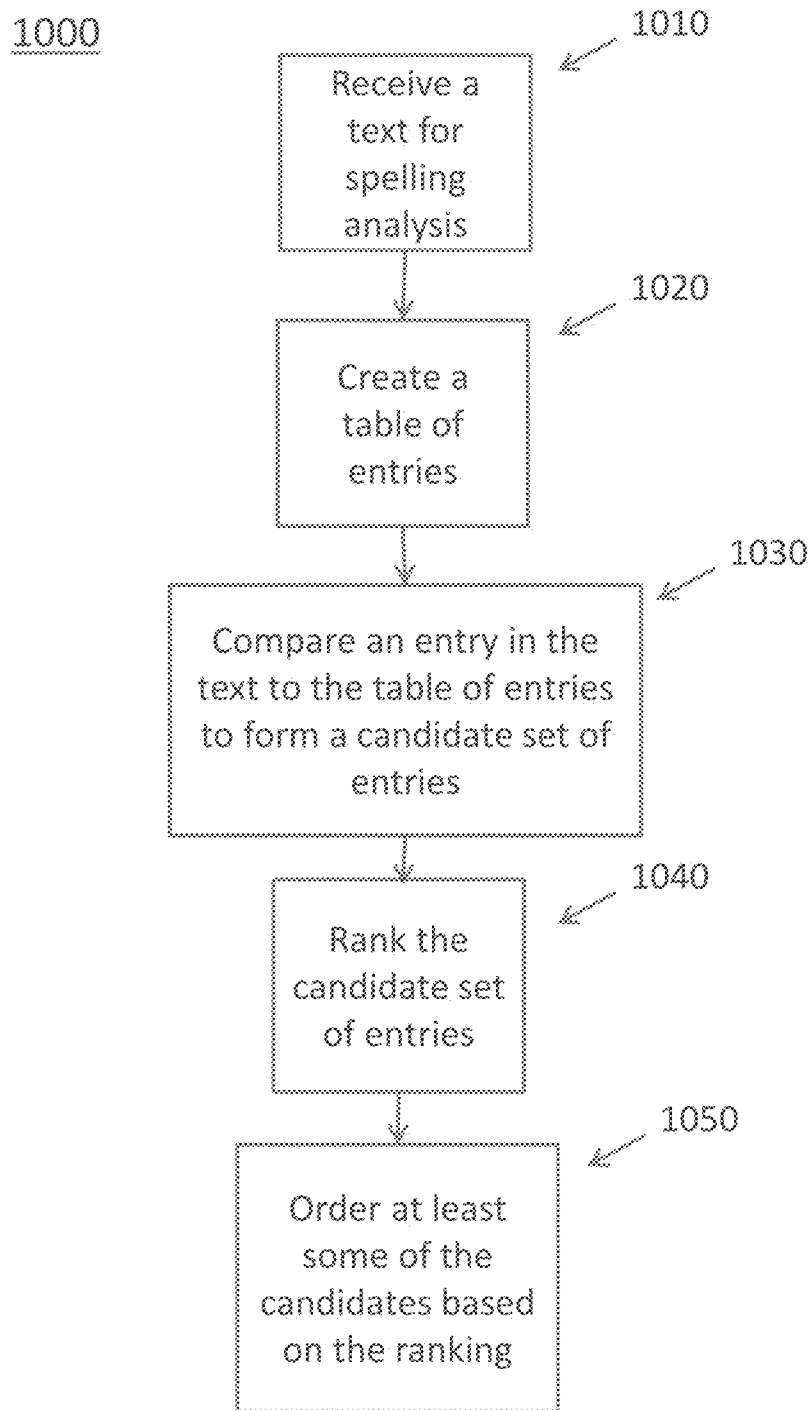 1000
1010
Receive a
text for
spelling
analysis
1020
Create a
table of
entries
1030
Compare an entry in the
text to the table of entries
to form a candidate set of
entries
1040
Rank the
candidate set
of entries
1050
Order at least
some of the
candidates based
on the ranking